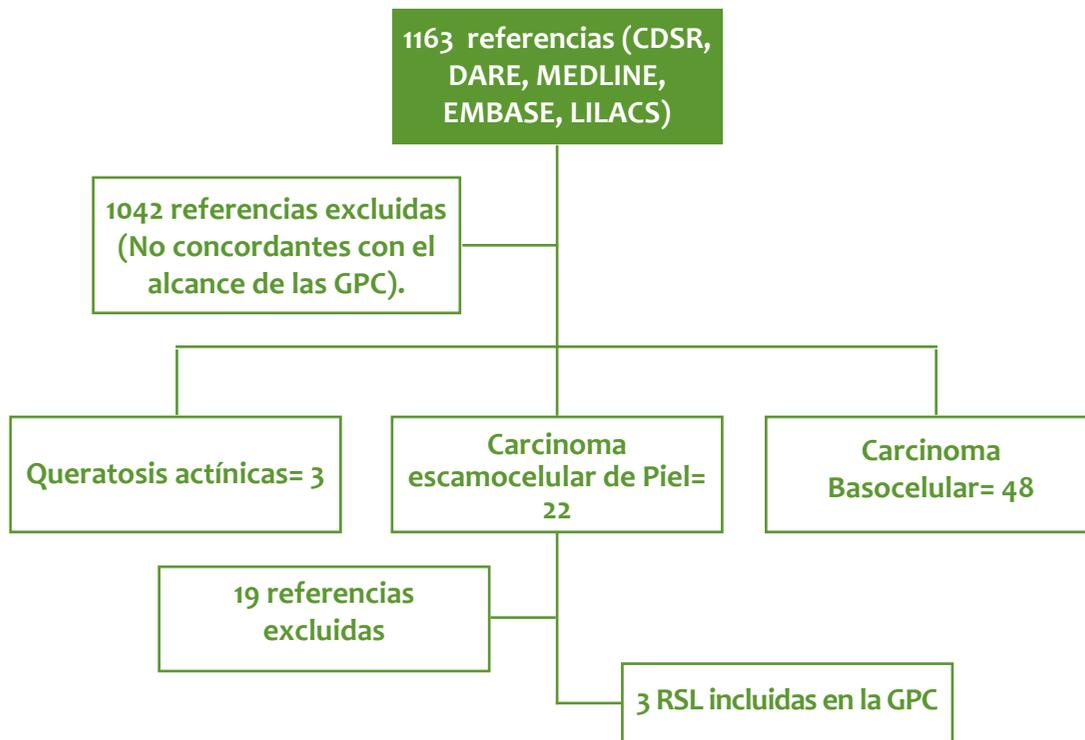 1163 referencias (CDSR,
DARE, MEDLINE,
EMBASE, LILACS)
1042 referencias excluidas
(No concordantes con el
alcance de las GPC).
Queratosis actínicas= 3
Carcinoma
escamocelular de Piel=
22
Carcinoma
Basocelular= 48
19 referencias
excluidas
3 RSL incluidas en la GPC